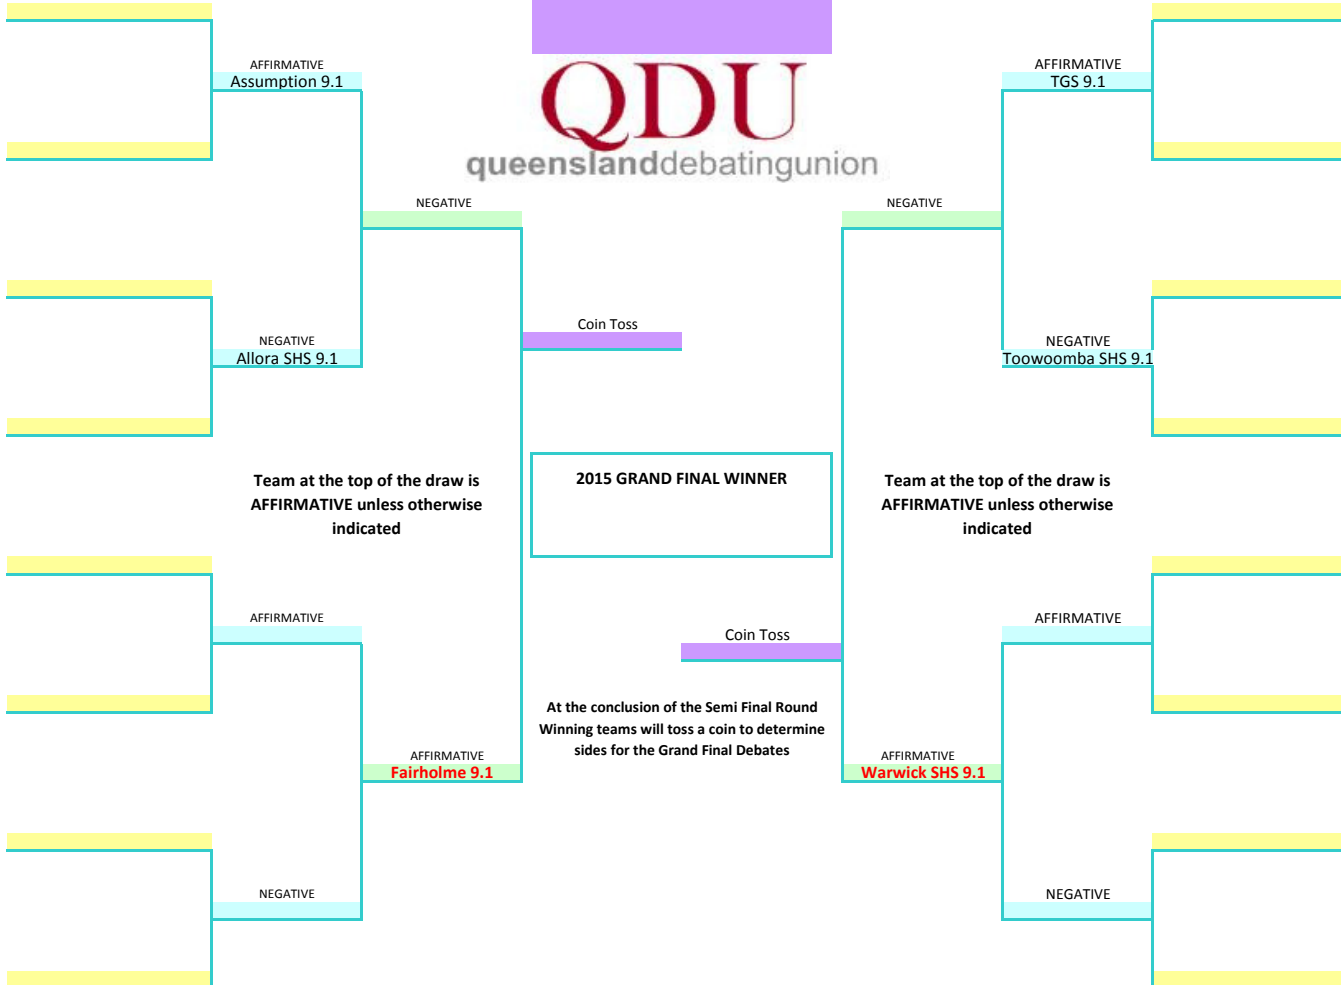 AFFIRMATIVE
Assumption 9.1
QDU
queenslanddebatingunion
AFFIRMATIVE
TGS 9.1
NEGATIVE
NEGATIVE
Coin Toss
NEGATIVE
Allora SHS 9.1
NEGATIVE
Toowoomba SHS 9.1
Team at the top of the draw is
AFFIRMATIVE unless otherwise
indicated
2015 GRAND FINAL WINNER
Team at the top of the draw is
AFFIRMATIVE unless otherwise
indicated
AFFIRMATIVE
AFFIRMATIVE
Coin Toss
At the conclusion of the Semi Final Round
Winning teams will toss a coin to determine
sides for the Grand Final Debates
AFFIRMATIVE
Fairholme 9.1
AFFIRMATIVE
Warwick SHS 9.1
NEGATIVE
NEGATIVE